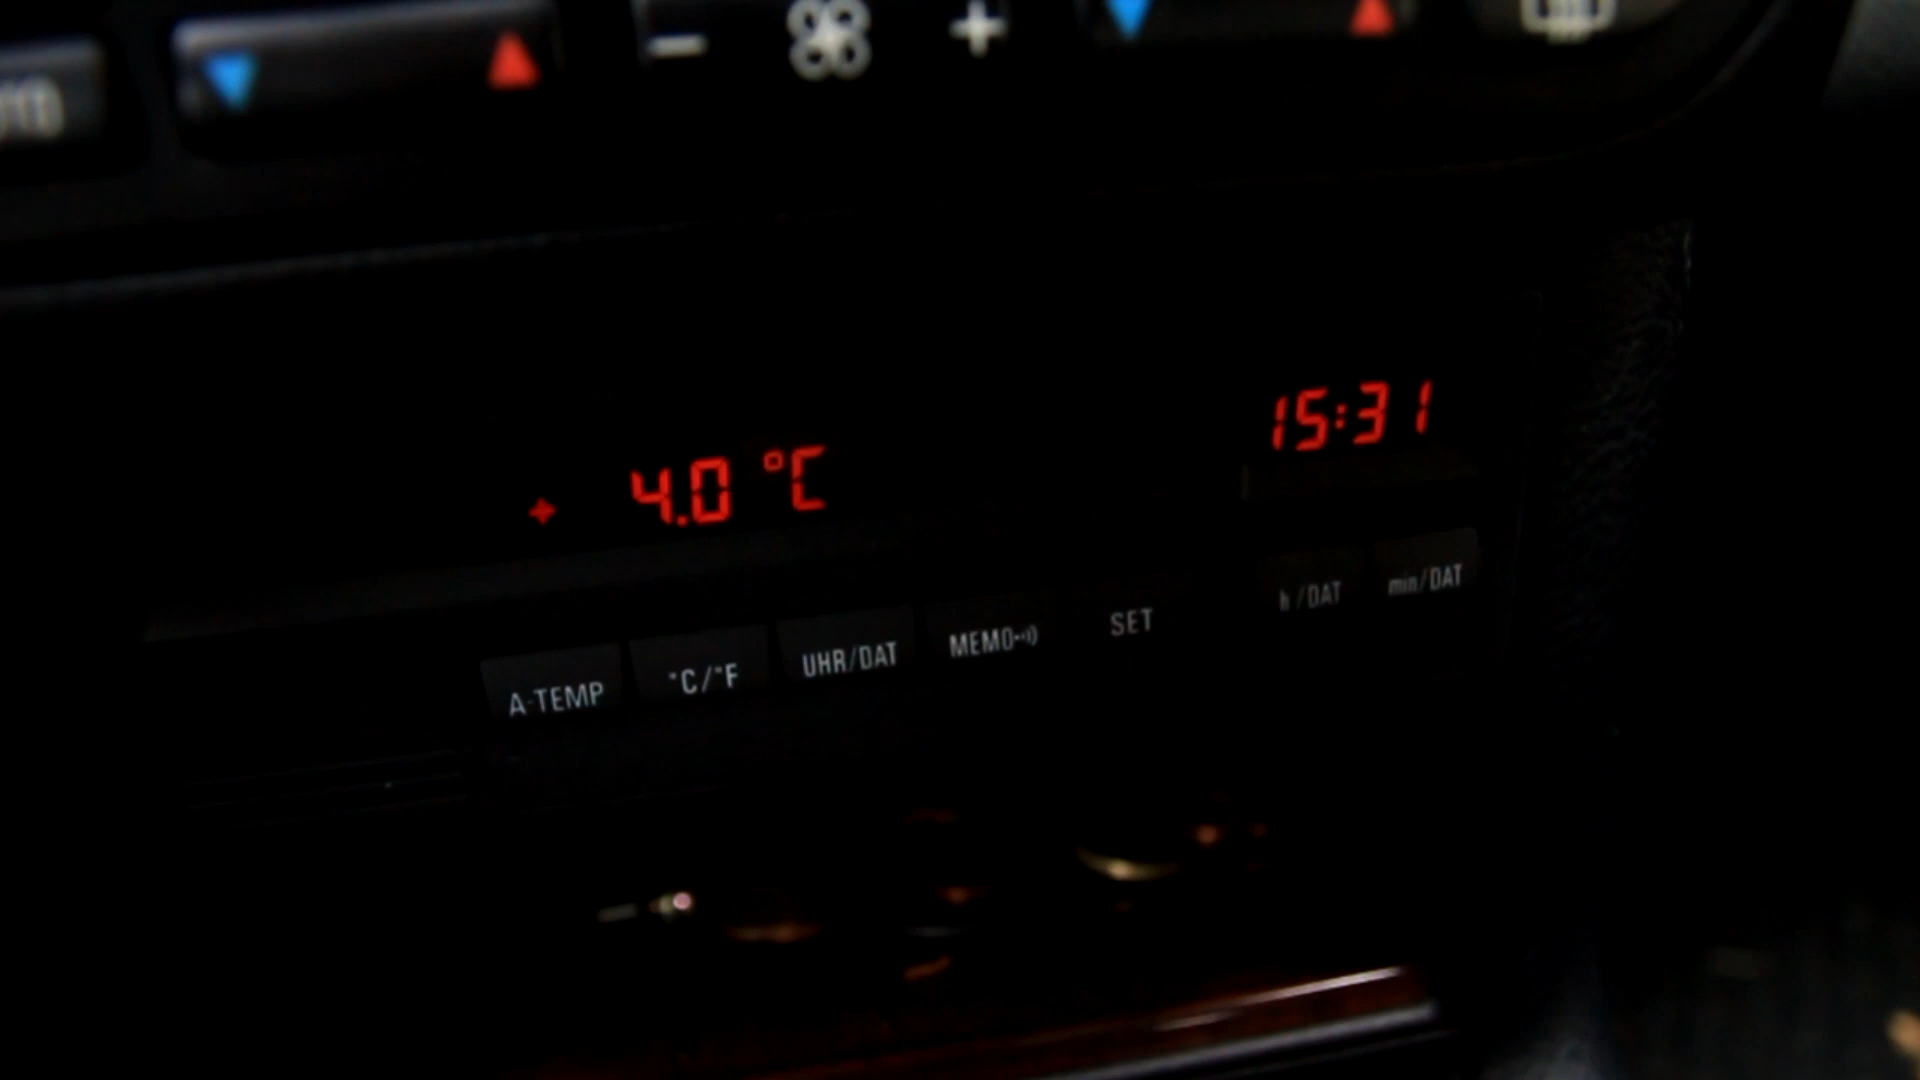 - +
+ 4.0 °C
15:31
A-TEMP °C/°F UHR/DAT MEMO SET h/DAT min/DAT